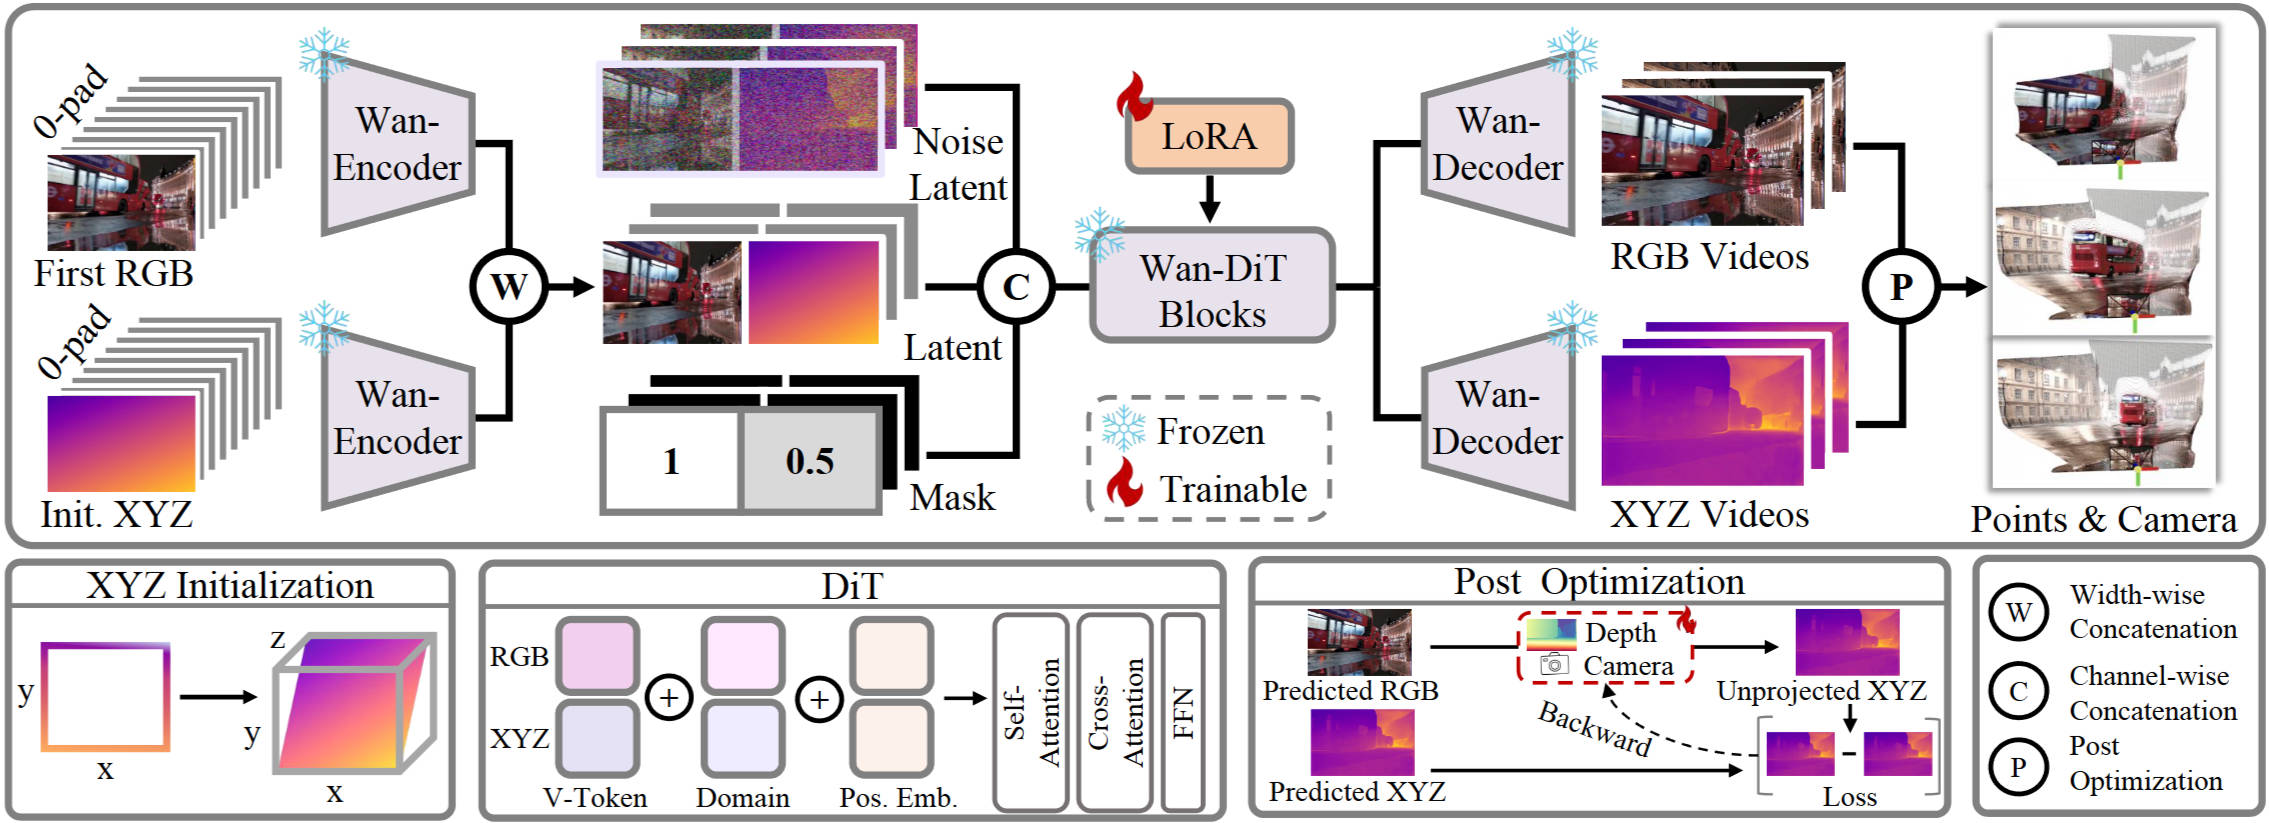 0-pad
First RGB
0-pad
Init. XYZ
Wan-
Encoder
Wan-
Encoder
W
Noise
Latent
Latent
1
0.5
Mask
C
LoRA
Wan-DiT
Blocks
Frozen
Trainable
Wan-
Decoder
Wan-
Decoder
RGB Videos
XYZ Videos
P
Points & Camera
XYZ Initialization
y
x
z
y
x
DiT
RGB
XYZ
+
+
V-Token
Domain
Pos. Emb.
Self-
Attention
Cross-
Attention
FFN
Post Optimization
Predicted RGB
Depth
Camera
Unprojected XYZ
Backward
Predicted XYZ
-
Loss
W
Width-wise
Concatenation
C
Channel-wise
Concatenation
P
Post
Optimization